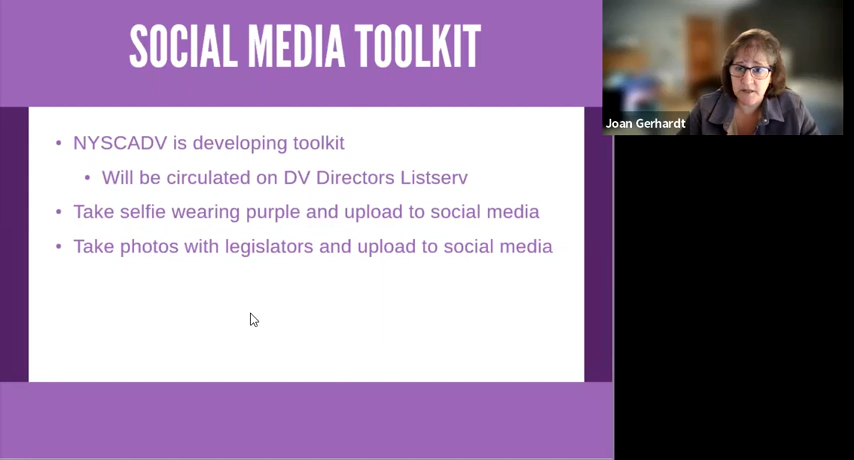 SOCIAL MEDIA TOOLKIT
Joan Gerhardt
• NYSCADV is developing toolkit
• Will be circulated on DV Directors Listserv
• Take selfie wearing purple and upload to social media
• Take photos with legislators and upload to social media